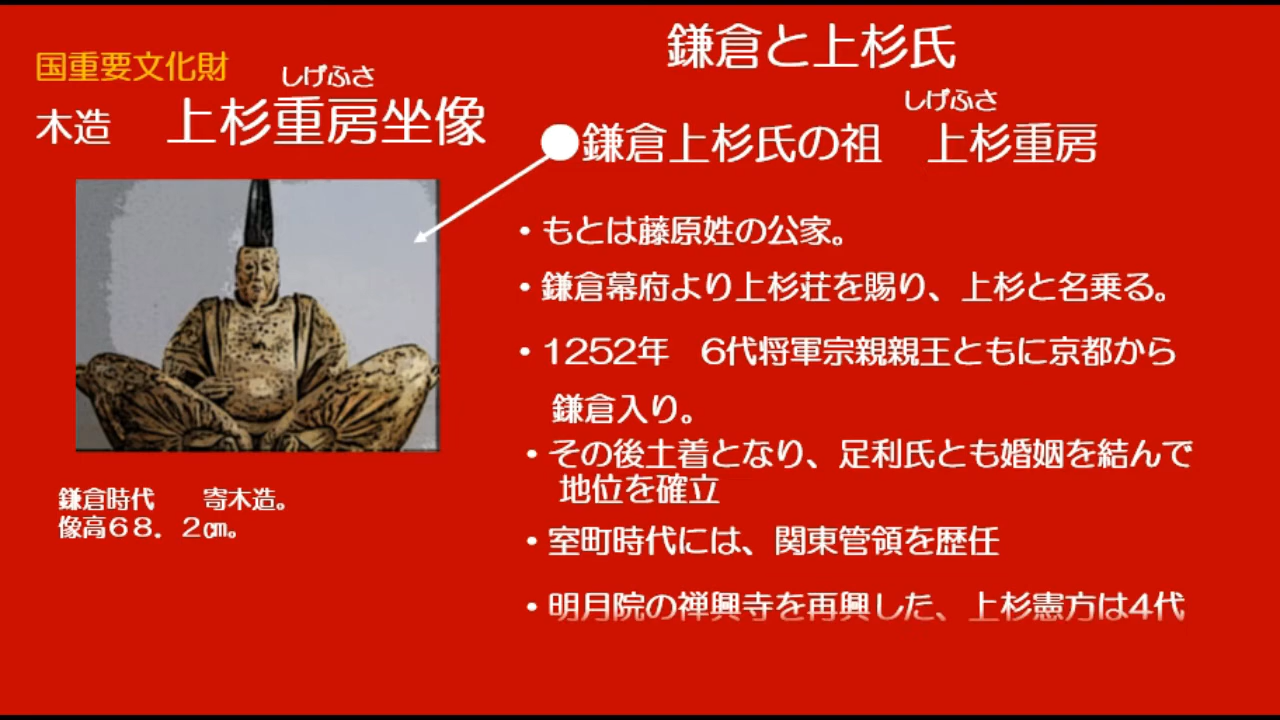 国重要文化財
しげふさ
木造　上杉重房坐像
鎌倉時代　　寄木造。
像高６８．２㎝。
鎌倉と上杉氏
しげふさ
鎌倉上杉氏の祖　上杉重房
・もとは藤原姓の公家。
・鎌倉幕府より上杉荘を賜り、上杉と名乗る。
・1252年　6代将軍宗親親王ともに京都から
鎌倉入り。
・その後土着となり、足利氏とも婚姻を結んで
地位を確立
・室町時代には、関東管領を歴任
・明月院の禅興寺を再興した、上杉憲方は4代